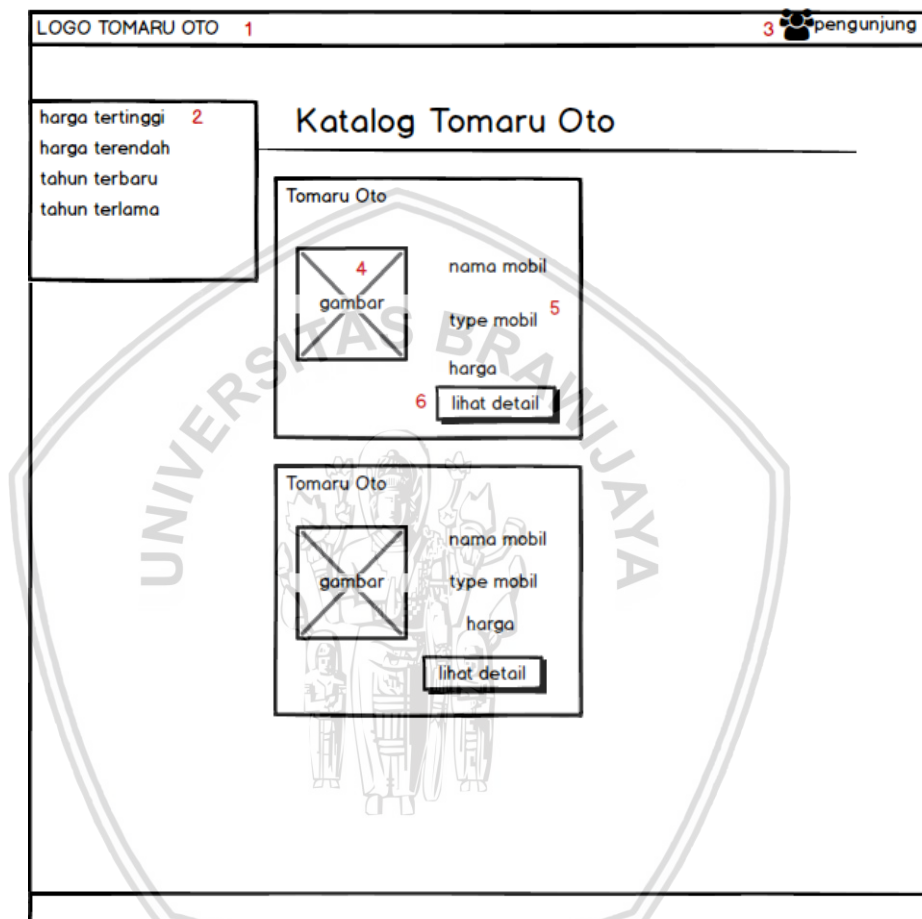 LOGO TOMARU OTO 1
3 pengunjung
harga tertinggi 2
harga terendah
tahun terbaru
tahun terlama
Katalog Tomaru Oto
Tomaru Oto
4
gambar
nama mobil
type mobil 5
harga
6 lihat detail
Tomaru Oto
gambar
nama mobil
type mobil
harga
lihat detail
UNIVERSITAS BRAWIJAYA